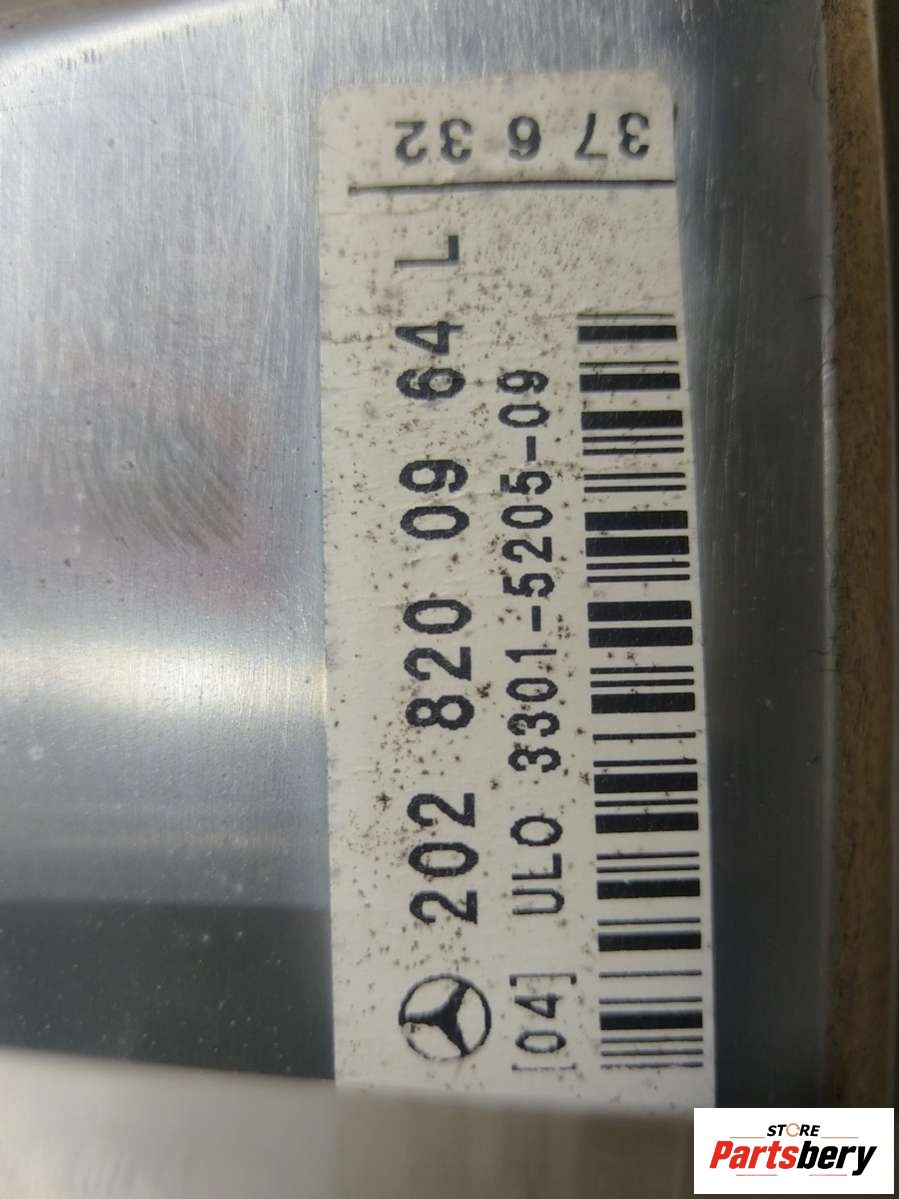 202 820 09 64 L
[04] ULO 3301-5205-09
37 6 32
STORE
Partsbery